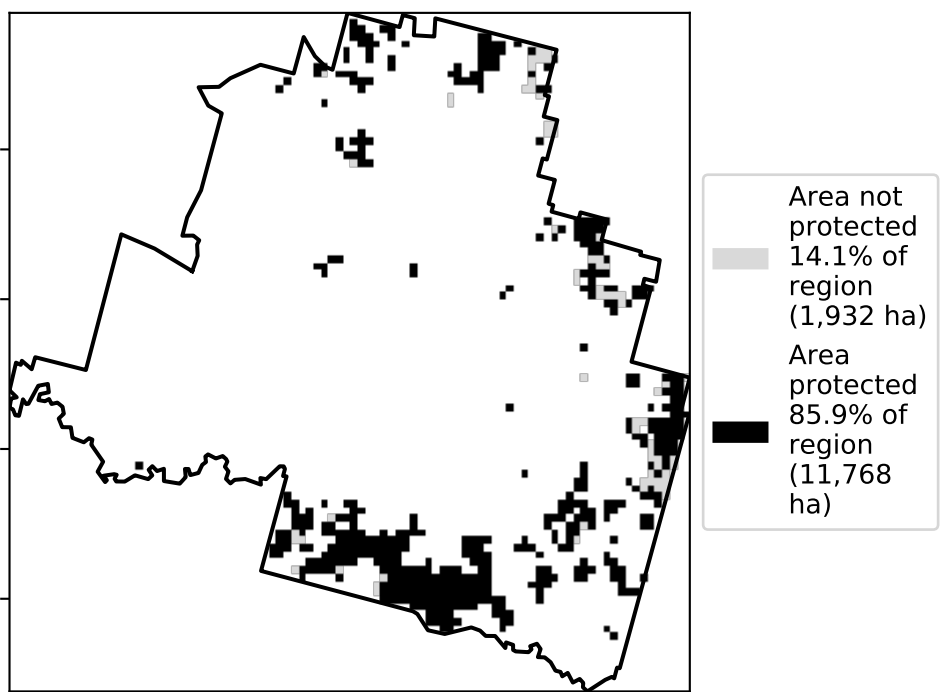 Area not
protected
14.1% of
region
(1,932 ha)
Area
protected
85.9% of
region
(11,768
ha)